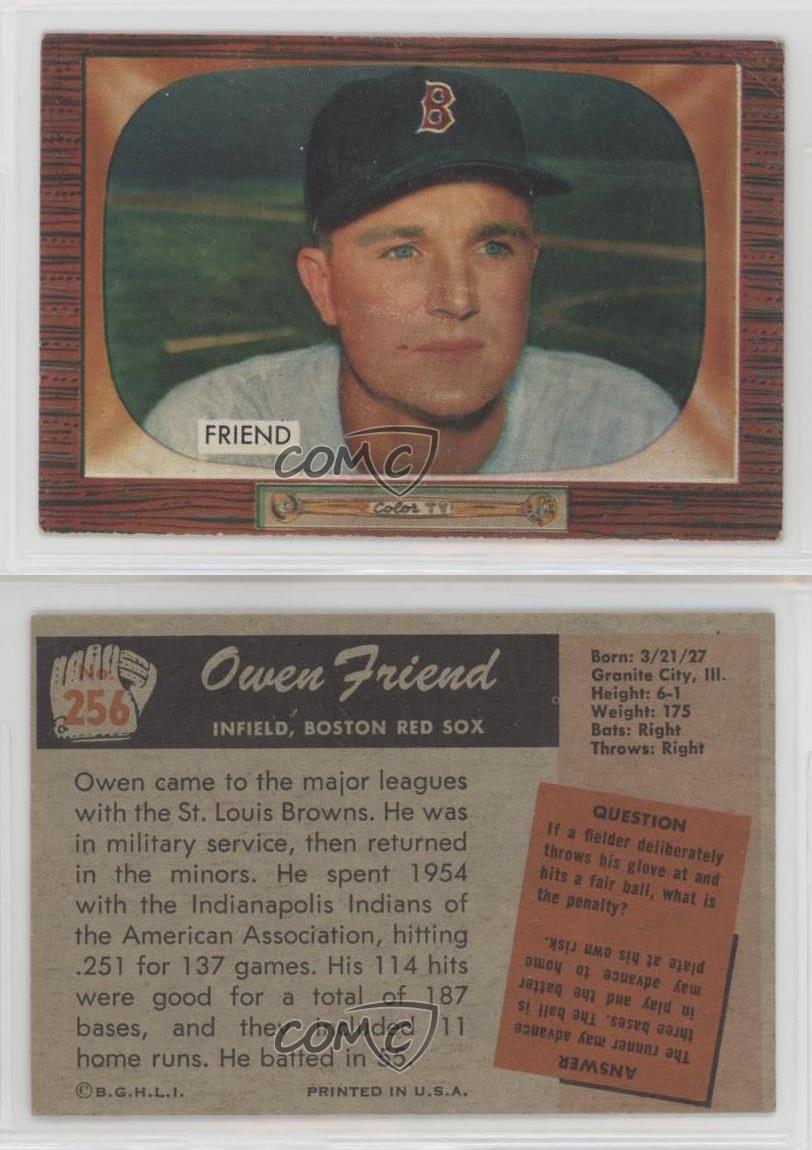 B
FRIEND
COMC
Color TV
No.
256
Owen Friend
INFIELD, BOSTON RED SOX
Born: 3/21/27
Granite City, Ill.
Height: 6-1
Weight: 175
Bats: Right
Throws: Right
Owen came to the major leagues
with the St. Louis Browns. He was
in military service, then returned
in the minors. He spent 1954
with the Indianapolis Indians of
the American Association, hitting
.251 for 137 games. His 114 hits
were good for a total of 187
bases, and they included 11
home runs. He batted in 55.
COMC
©B.G.H.L.I. PRINTED IN U.S.A.
QUESTION
If a fielder deliberately
throws his glove at and
hits a fair ball, what is
the penalty?
ANSWER
The runner may advance
three bases. The ball is
in play and the batter
may advance to home
plate at his own risk.